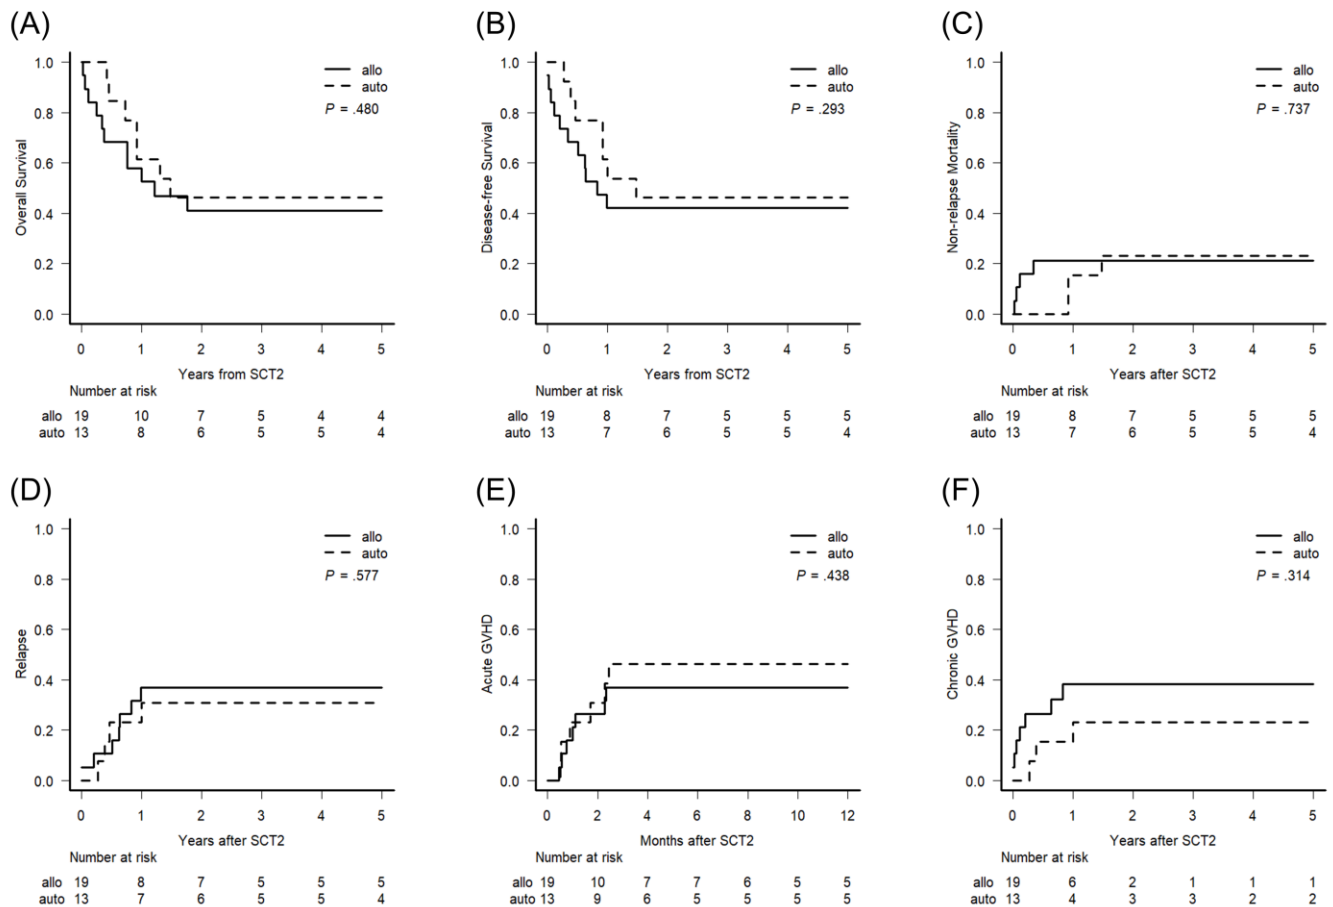 (A)
1.0
0.8
0.6
0.4
0.2
0.0
Overall Survival
allo
auto
P = .480
0 1 2 3 4 5
Years from SCT2
Number at risk
allo 19 10 7 5 4 4
auto 13 8 6 5 5 4
(B)
1.0
0.8
0.6
0.4
0.2
0.0
Disease-free Survival
allo
auto
P = .293
0 1 2 3 4 5
Years from SCT2
Number at risk
allo 19 8 7 5 5 5
auto 13 7 6 5 5 4
(C)
1.0
0.8
0.6
0.4
0.2
0.0
Non-relapse Mortality
allo
auto
P = .737
0 1 2 3 4 5
Years after SCT2
Number at risk
allo 19 8 7 5 5 5
auto 13 7 6 5 5 4
(D)
1.0
0.8
0.6
0.4
0.2
0.0
Relapse
allo
auto
P = .577
0 1 2 3 4 5
Years after SCT2
Number at risk
allo 19 8 7 5 5 5
auto 13 7 6 5 5 4
(E)
1.0
0.8
0.6
0.4
0.2
0.0
Acute GVHD
allo
auto
P = .438
0 2 4 6 8 10 12
Months after SCT2
Number at risk
allo 19 10 7 7 6 5 5
auto 13 9 6 5 5 5 5
(F)
1.0
0.8
0.6
0.4
0.2
0.0
Chronic GVHD
allo
auto
P = .314
0 1 2 3 4 5
Years after SCT2
Number at risk
allo 19 6 2 1 1 1
auto 13 4 3 3 2 2